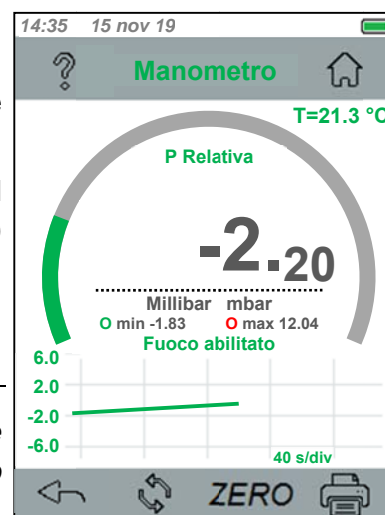 14:35 15 nov 19
Manometro
T=21.3 °C
P Relativa
-2.20
Millibar mbar
O min -1.83 O max 12.04
Fuoco abilitato
6.0
2.0
-2.0
-6.0
40 s/div
ZERO